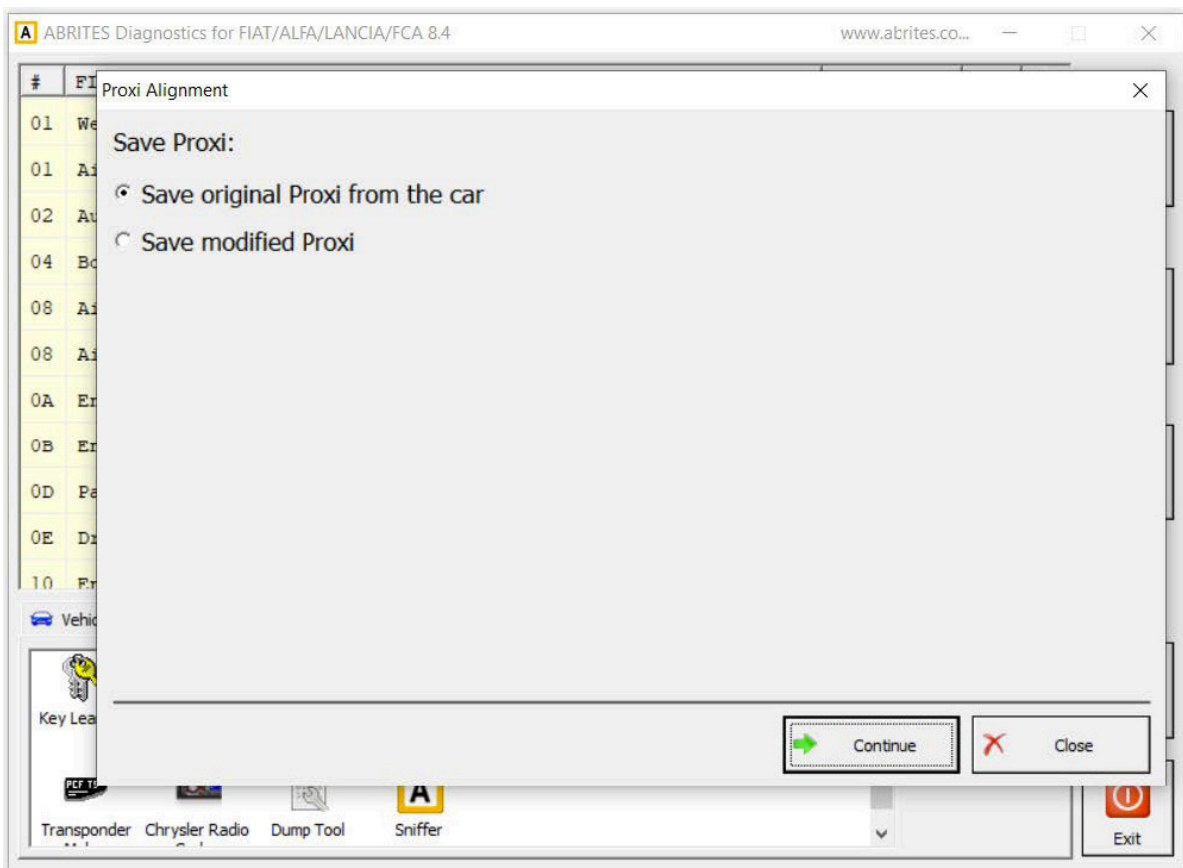 A ABRITES Diagnostics for FIAT/ALFA/LANCIA/FCA 8.4 www.abrites.co...
#
Proxi Alignment
01
Save Proxi:
01
Save original Proxi from the car
02
Save modified Proxi
04
08
08
0A
0B
0D
0E
10
Continue Close
A
Transponder Chrysler Radio Dump Tool Sniffer
Exit